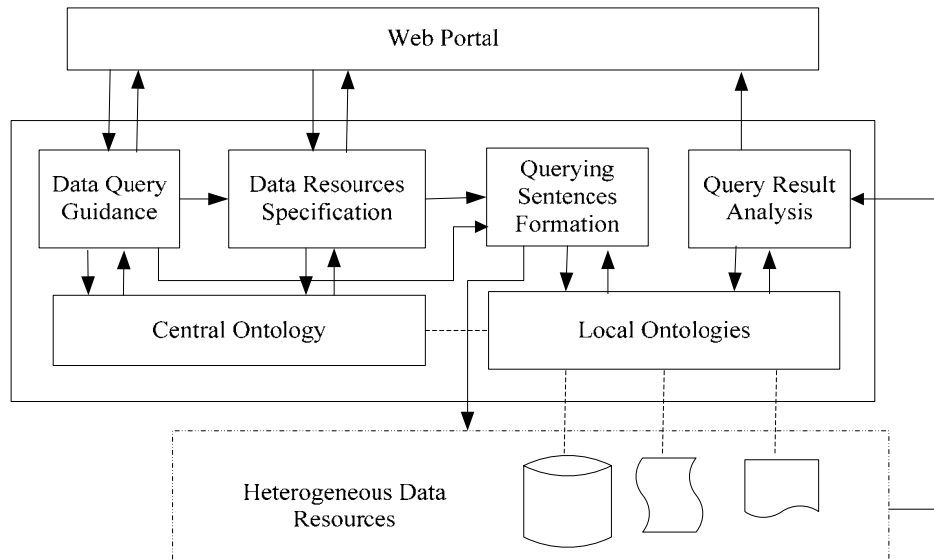 Web Portal
Data Query
Guidance
Data Resources
Specification
Querying
Sentences
Formation
Query Result
Analysis
Central Ontology
Local Ontologies
Heterogeneous Data
Resources